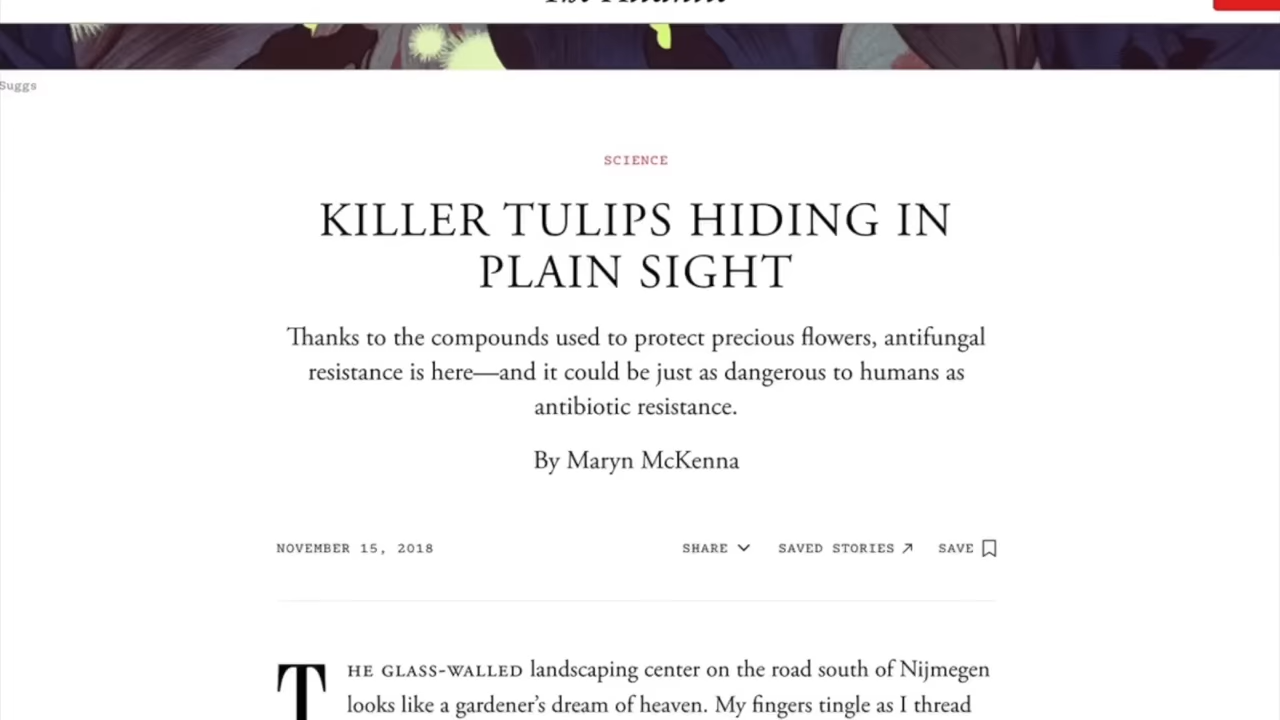 Suggs
SCIENCE
KILLER TULIPS HIDING IN
PLAIN SIGHT
Thanks to the compounds used to protect precious flowers, antifungal
resistance is here—and it could be just as dangerous to humans as
antibiotic resistance.
By Maryn McKenna
NOVEMBER 15, 2018
SHARE
SAVED STORIES
SAVE
THE GLASS-WALLED landscaping center on the road south of Nijmegen
looks like a gardener’s dream of heaven. My fingers tingle as I thread